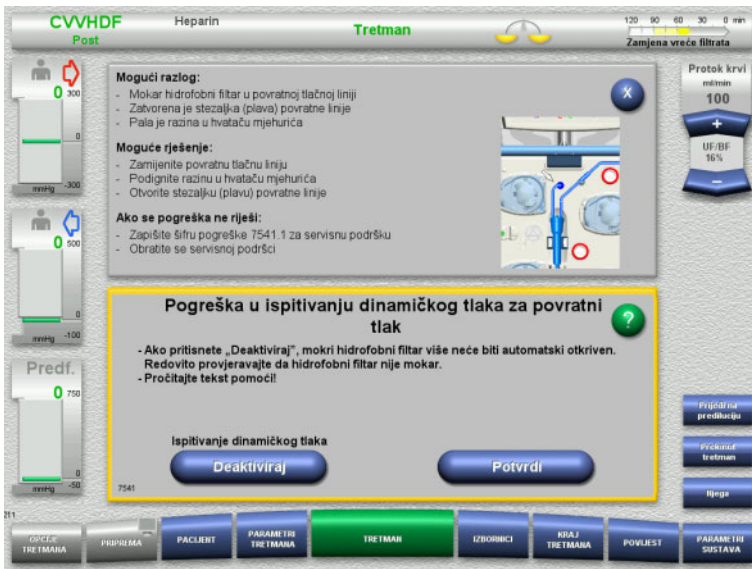 CVVHDF
Post
Heparin
Tretman
120 90 60 30 0 min
Zamjena vreće filtrata
Mogući razlog:
- Mokar hidrofobni filtar u povratnoj tlačnoj liniji
- Zatvorena je stezaljka (plava) povratne linije
- Pala je razina u hvataču mjehurića
Moguće rješenje:
- Zamijenite povratnu tlačnu liniju
- Podignite razinu u hvataču mjehurića
- Otvorite stezaljku (plavu) povratne linije
Ako se pogreška ne riješi:
- Zapišite šifru pogreške 7541.1 za servisnu podršku
- Obratite se servisnoj podršci
X
0 300
0
mmHg -300
0 500
0
mmHg -100
Predf.
0 750
0
mmHg -50
Protok krvi
ml/min
100
+
UF/BF
16%
–
Pogreška u ispitivanju dinamičkog tlaka za povratni
tlak
?
- Ako pritisnete „Deaktiviraj”, mokri hidrofobni filtar više neće biti automatski otkriven.
Redovito provjeravajte da hidrofobni filtar nije mokar.
- Pročitajte tekst pomoći!
Ispitivanje dinamičkog tlaka
Deaktiviraj
Potvrdi
7541
Prijeđi na
prediluciju
Prekinut
tretman
Njega
211
OPCIJE
TRETMANA
PRIPREMA
PACIJENT
PARAMETRI
TRETMANA
TRETMAN
IZBORNICI
KRAJ
TRETMANA
POVIJEST
PARAMETRI
SUSTAVA